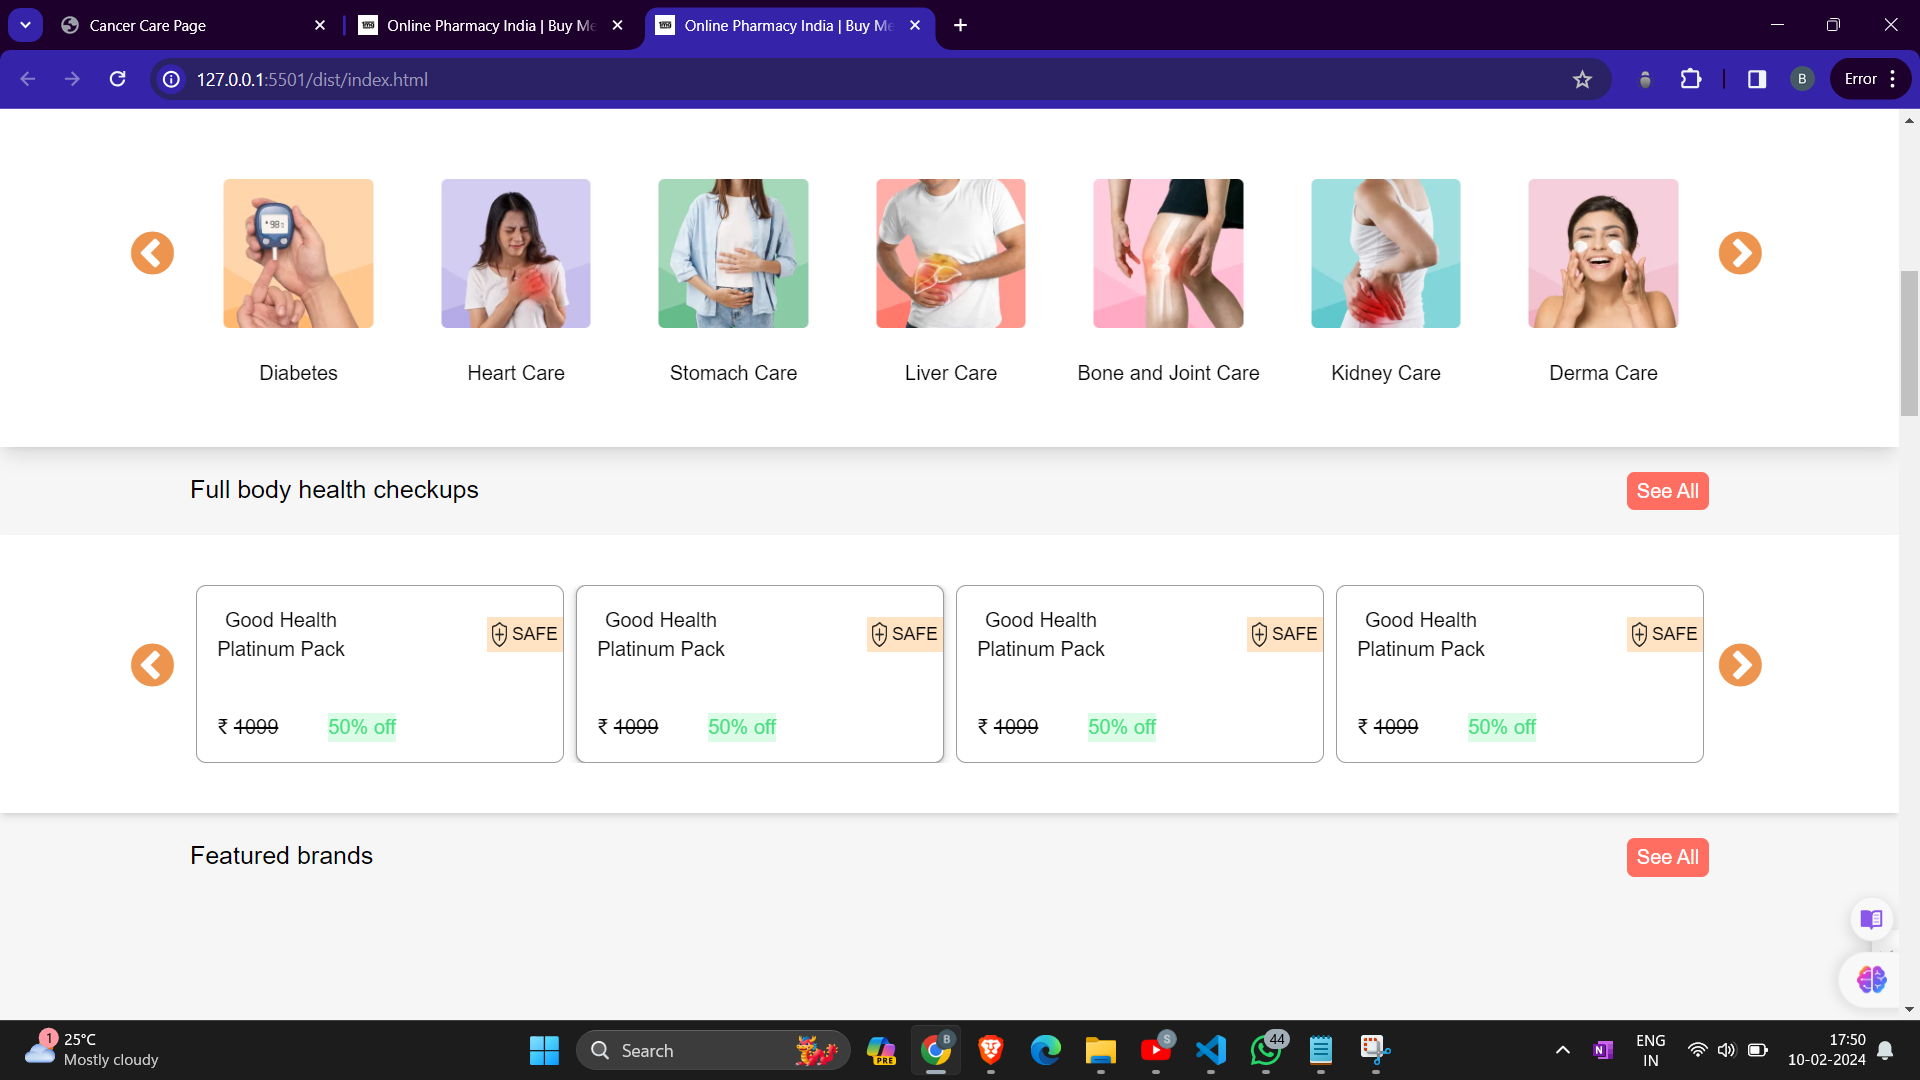 Cancer Care Page
Online Pharmacy India | Buy Me
Online Pharmacy India | Buy Me
127.0.0.1:5501/dist/index.html
B
Error
98
Diabetes
Heart Care
Stomach Care
Liver Care
Bone and Joint Care
Kidney Care
Derma Care
Full body health checkups
See All
Good Health
Platinum Pack
SAFE
₹ 1099
50% off
Good Health
Platinum Pack
SAFE
₹ 1099
50% off
Good Health
Platinum Pack
SAFE
₹ 1099
50% off
Good Health
Platinum Pack
SAFE
₹ 1099
50% off
Featured brands
See All
1
25°C
Mostly cloudy
Search
PRE
B
S
44
N
ENG
IN
17:50
10-02-2024